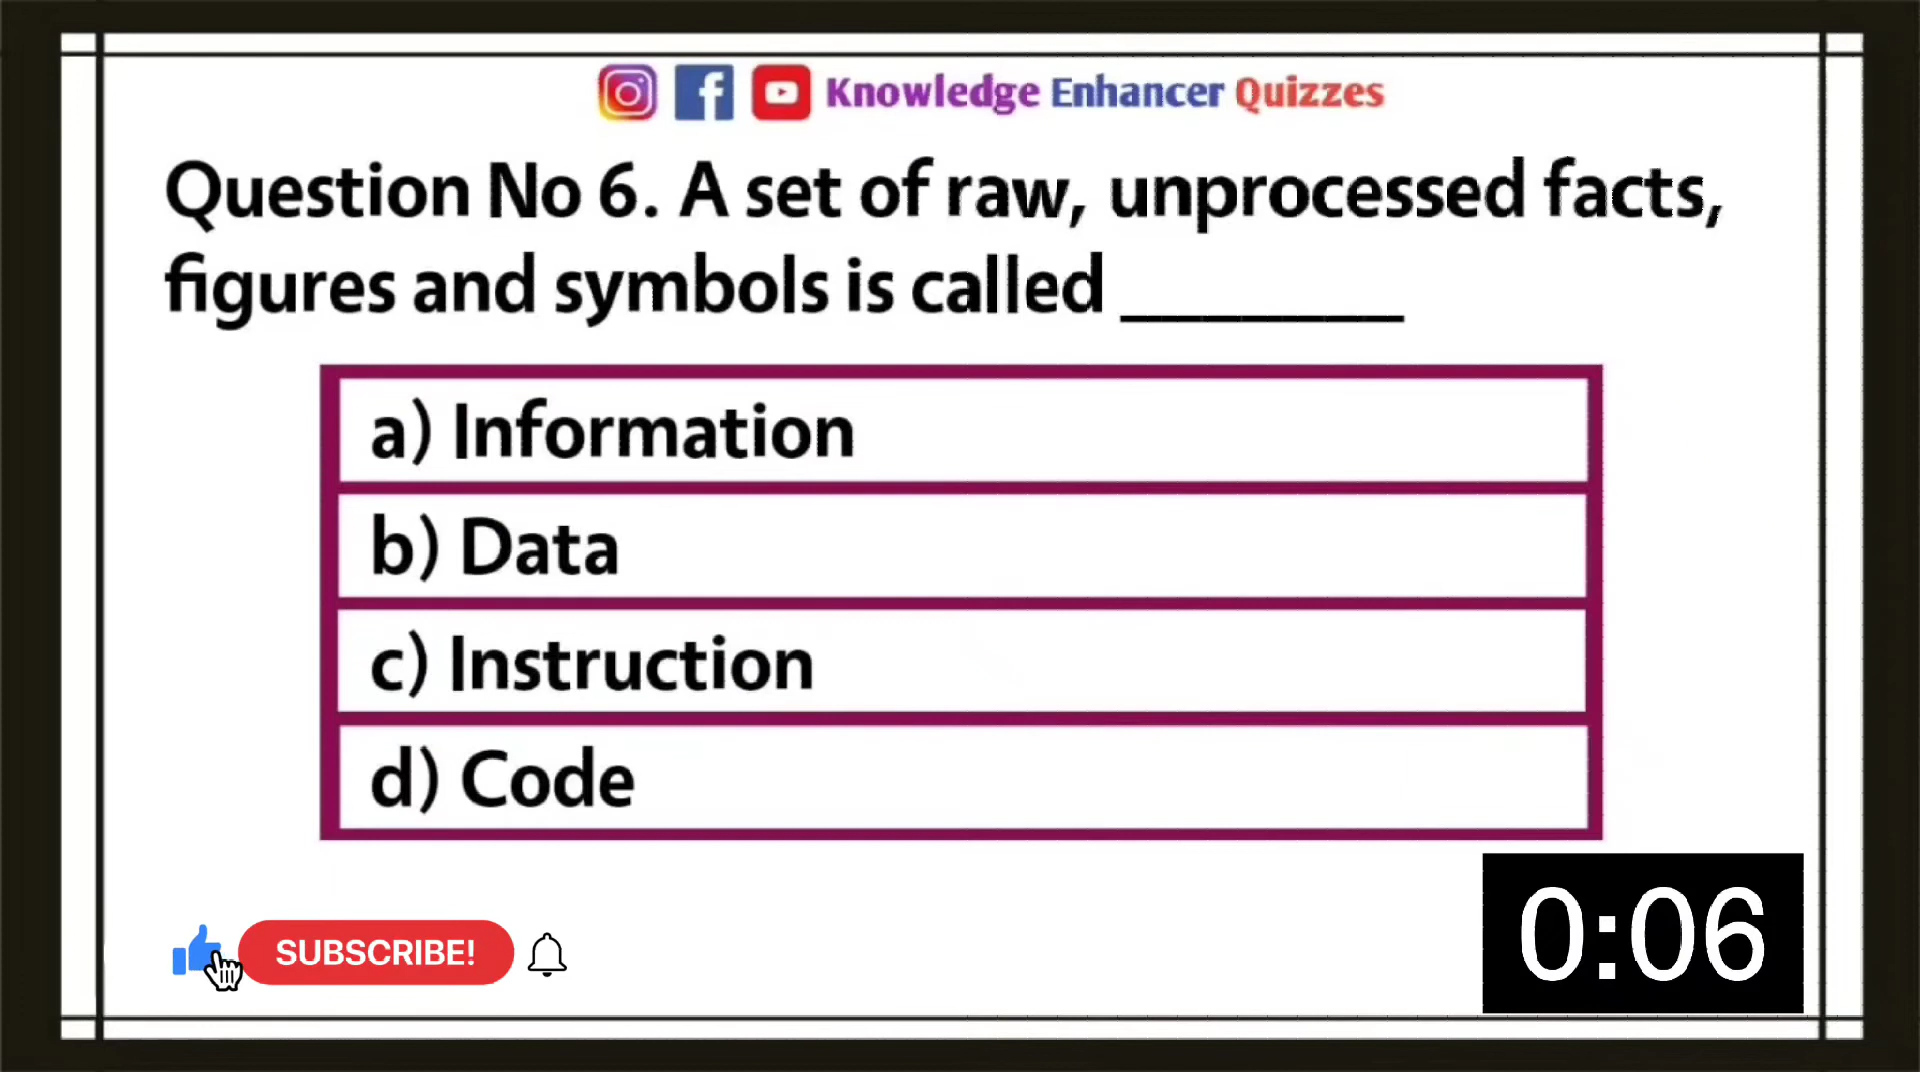 Knowledge Enhancer Quizzes
Question No 6. A set of raw, unprocessed facts,
figures and symbols is called ________
a) Information
b) Data
c) Instruction
d) Code
SUBSCRIBE!
0:06